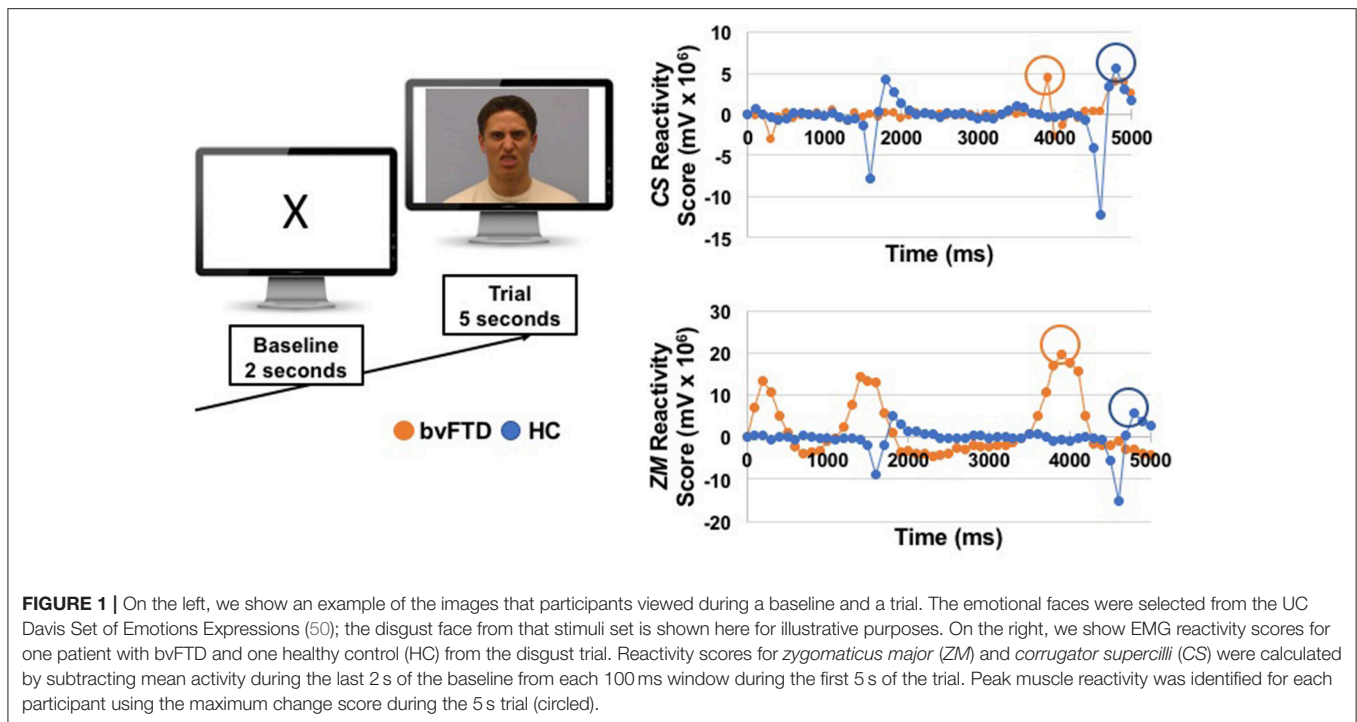 X
Baseline
2 seconds
Trial
5 seconds
bvFTD HC
CS Reactivity
Score (mV x 10⁶)
10
5
0
-5
-10
-15
0 1000 2000 3000 4000 5000
Time (ms)
ZM Reactivity
Score (mV x 10⁶)
30
20
10
0
-10
-20
0 1000 2000 3000 4000 5000
Time (ms)
FIGURE 1 | On the left, we show an example of the images that participants viewed during a baseline and a trial. The emotional faces were selected from the UC
Davis Set of Emotions Expressions (50); the disgust face from that stimuli set is shown here for illustrative purposes. On the right, we show EMG reactivity scores for
one patient with bvFTD and one healthy control (HC) from the disgust trial. Reactivity scores for zygomaticus major (ZM) and corrugator supercilli (CS) were calculated
by subtracting mean activity during the last 2 s of the baseline from each 100 ms window during the first 5 s of the trial. Peak muscle reactivity was identified for each
participant using the maximum change score during the 5 s trial (circled).